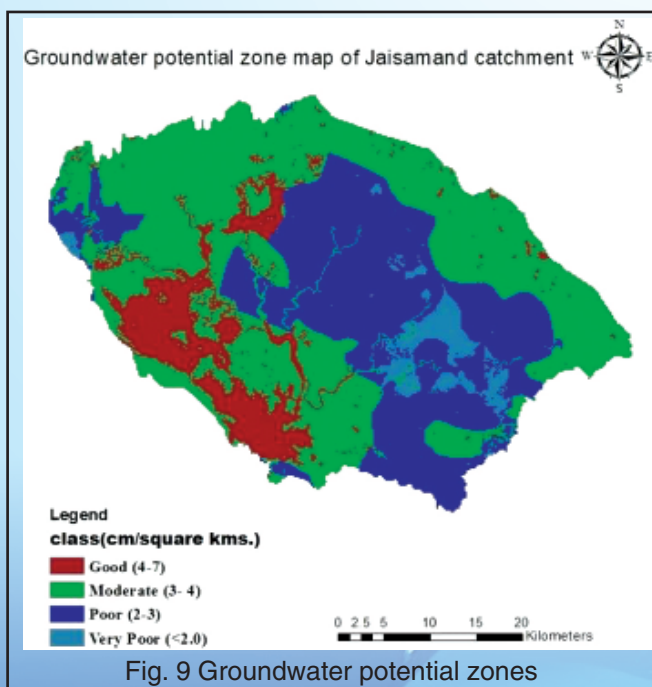 Groundwater potential zone map of Jaisamand catchment
N
W E
S
Legend
class(cm/square kms.)
Good (4-7)
Moderate (3- 4)
Poor (2-3)
Very Poor (<2.0)
0 2.5 5 10 15 20
Kilometers
Fig. 9 Groundwater potential zones